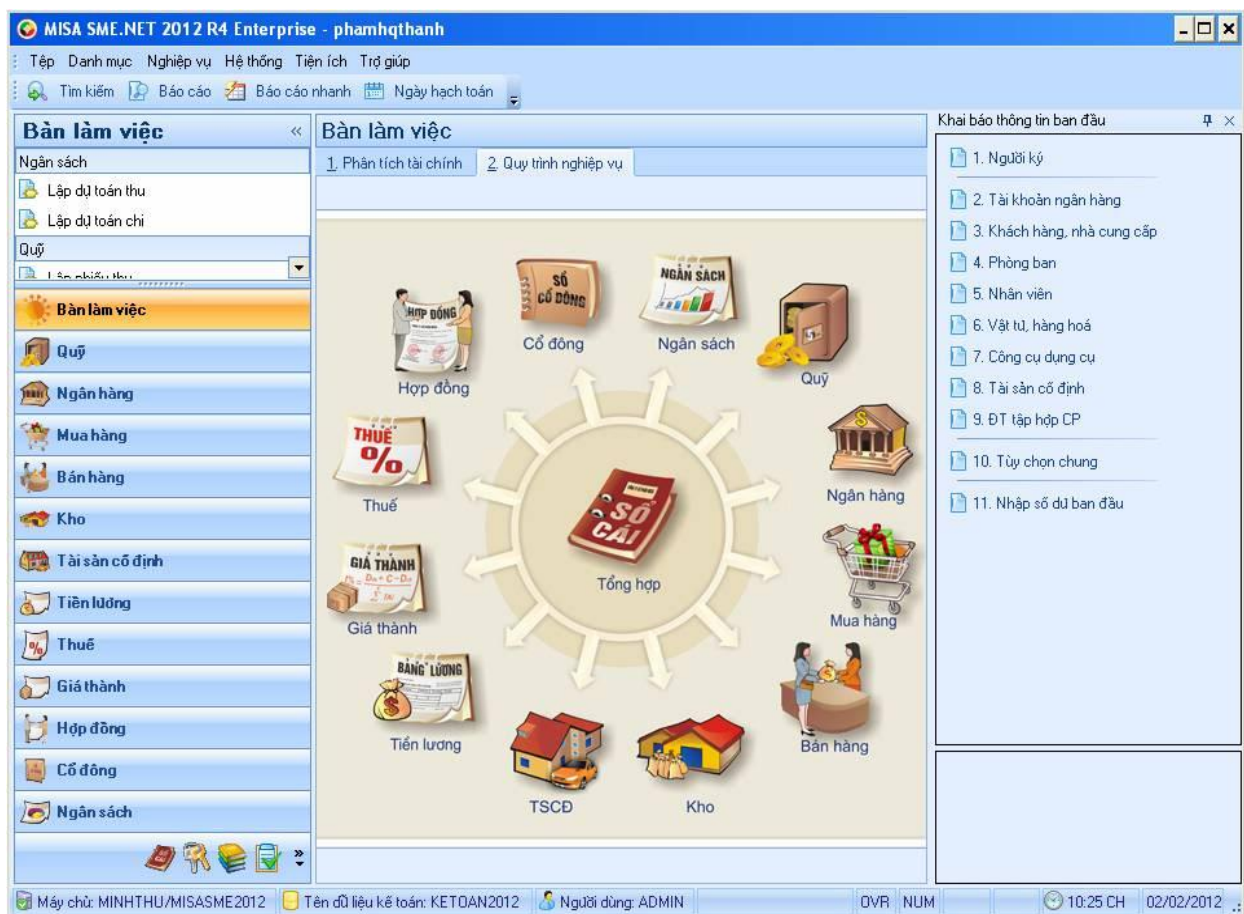 MISA SME.NET 2012 R4 Enterprise - phamhqthanh
Tệp Danh mục Nghiệp vụ Hệ thống Tiện ích Trợ giúp
Tìm kiếm Báo cáo Báo cáo nhanh Ngày hạch toán
Bàn làm việc
Ngân sách
Lập dự toán thu
Lập dự toán chi
Quỹ
Lập phiếu thu
Bàn làm việc
Quỹ
Ngân hàng
Mua hàng
Bán hàng
Kho
Tài sản cố định
Tiền lương
Thuế
Giá thành
Hợp đồng
Cổ đông
Ngân sách
Bàn làm việc
1. Phân tích tài chính 2. Quy trình nghiệp vụ
HỢP ĐỒNG
Hợp đồng
SỔ
CỔ ĐÔNG
Cổ đông
NGÂN SÁCH
Ngân sách
Quỹ
THUẾ
%
Thuế
Ngân hàng
SỔ
CÁI
Tổng hợp
GIÁ THÀNH
Giá thành
Mua hàng
BẢNG LƯƠNG
Tiền lương
TSCĐ
Kho
Bán hàng
Khai báo thông tin ban đầu
1. Người ký
2. Tài khoản ngân hàng
3. Khách hàng, nhà cung cấp
4. Phòng ban
5. Nhân viên
6. Vật tư, hàng hoá
7. Công cụ dụng cụ
8. Tài sản cố định
9. ĐT tập hợp CP
10. Tùy chọn chung
11. Nhập số dư ban đầu
Máy chủ: MINHTHU/MISASME2012 Tên dữ liệu kế toán: KETOAN2012 Người dùng: ADMIN OVR NUM 10:25 CH 02/02/2012